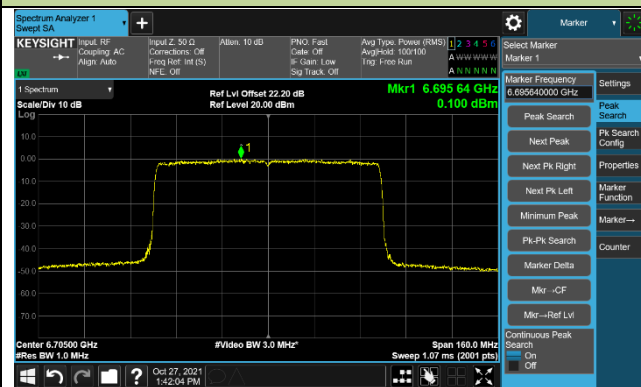 Spectrum Analyzer 1
Swept SA
+
Marker
KEYSIGHT
Input: RF
Coupling: AC
Align: Auto
Input Z: 50 Ω
Corrections: Off
Freq Ref: Int (S)
NFE: Off
Atten: 10 dB
PNO: Fast
Gate: Off
IF Gain: Low
Sig Track: Off
Avg Type: Power (RMS)
Avg|Hold: 100/100
Trig: Free Run
1 2 3 4 5 6
A W W W W W
A N N N N N
LXI
Select Marker
Marker 1
1 Spectrum
Scale/Div 10 dB
Ref Lvl Offset 22.20 dB
Ref Level 20.00 dBm
Mkr1 6.695 64 GHz
0.100 dBm
Log
10.0
0.00
-10.0
-20.0
-30.0
-40.0
-50.0
-60.0
-70.0
1
Center 6.70500 GHz
#Res BW 1.0 MHz
#Video BW 3.0 MHz*
Span 160.0 MHz
Sweep 1.07 ms (2001 pts)
Marker Frequency
6.695640000 GHz
Peak Search
Next Peak
Next Pk Right
Next Pk Left
Minimum Peak
Pk-Pk Search
Marker Delta
Mkr→CF
Mkr→Ref Lvl
Continuous Peak
Search
On
Off
Settings
Peak
Search
Pk Search
Config
Properties
Marker
Function
Marker→
Counter
?
Oct 27, 2021
1:42:04 PM